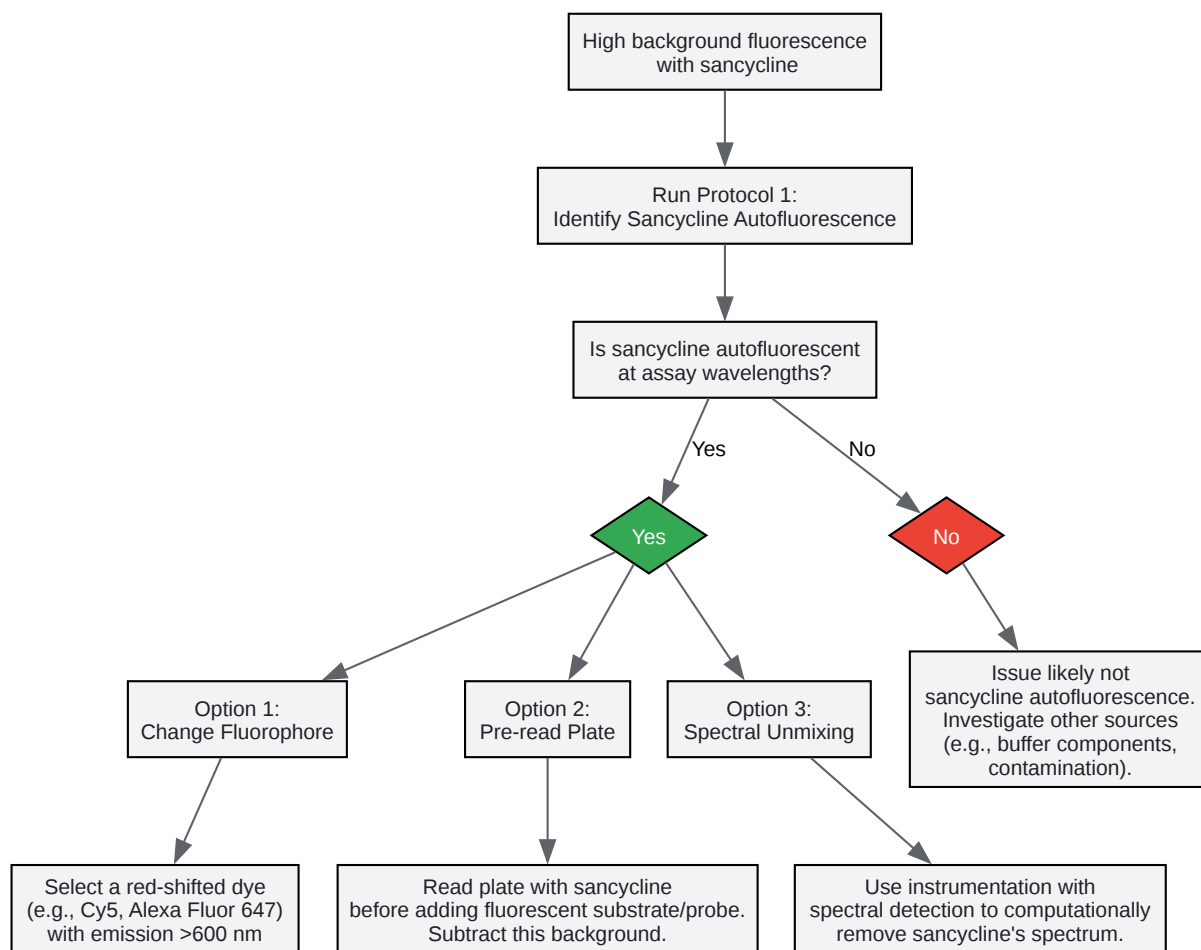 High background fluorescence
with sancycline
Run Protocol 1:
Identify Sancycline Autofluorescence
Is sancycline autofluorescent
at assay wavelengths?
Yes
No
Yes
No
Option 1:
Change Fluorophore
Option 2:
Pre-read Plate
Option 3:
Spectral Unmixing
Issue likely not
sancycline autofluorescence.
Investigate other sources
(e.g., buffer components,
contamination).
Select a red-shifted dye
(e.g., Cy5, Alexa Fluor 647)
with emission >600 nm
Read plate with sancycline
before adding fluorescent substrate/probe.
Subtract this background.
Use instrumentation with
spectral detection to computationally
remove sancycline's spectrum.